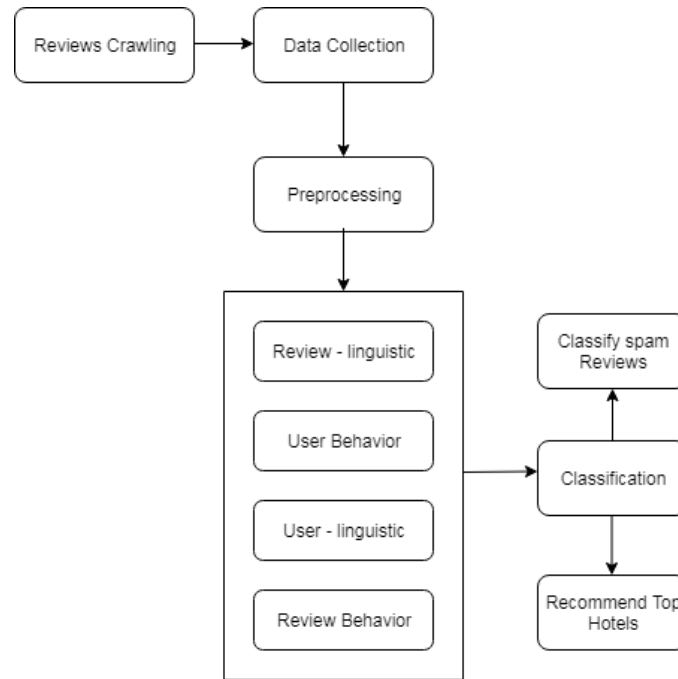 Reviews Crawling
Data Collection
Preprocessing
Review - linguistic
User Behavior
User - linguistic
Review Behavior
Classify spam
Reviews
Classification
Recommend Top
Hotels